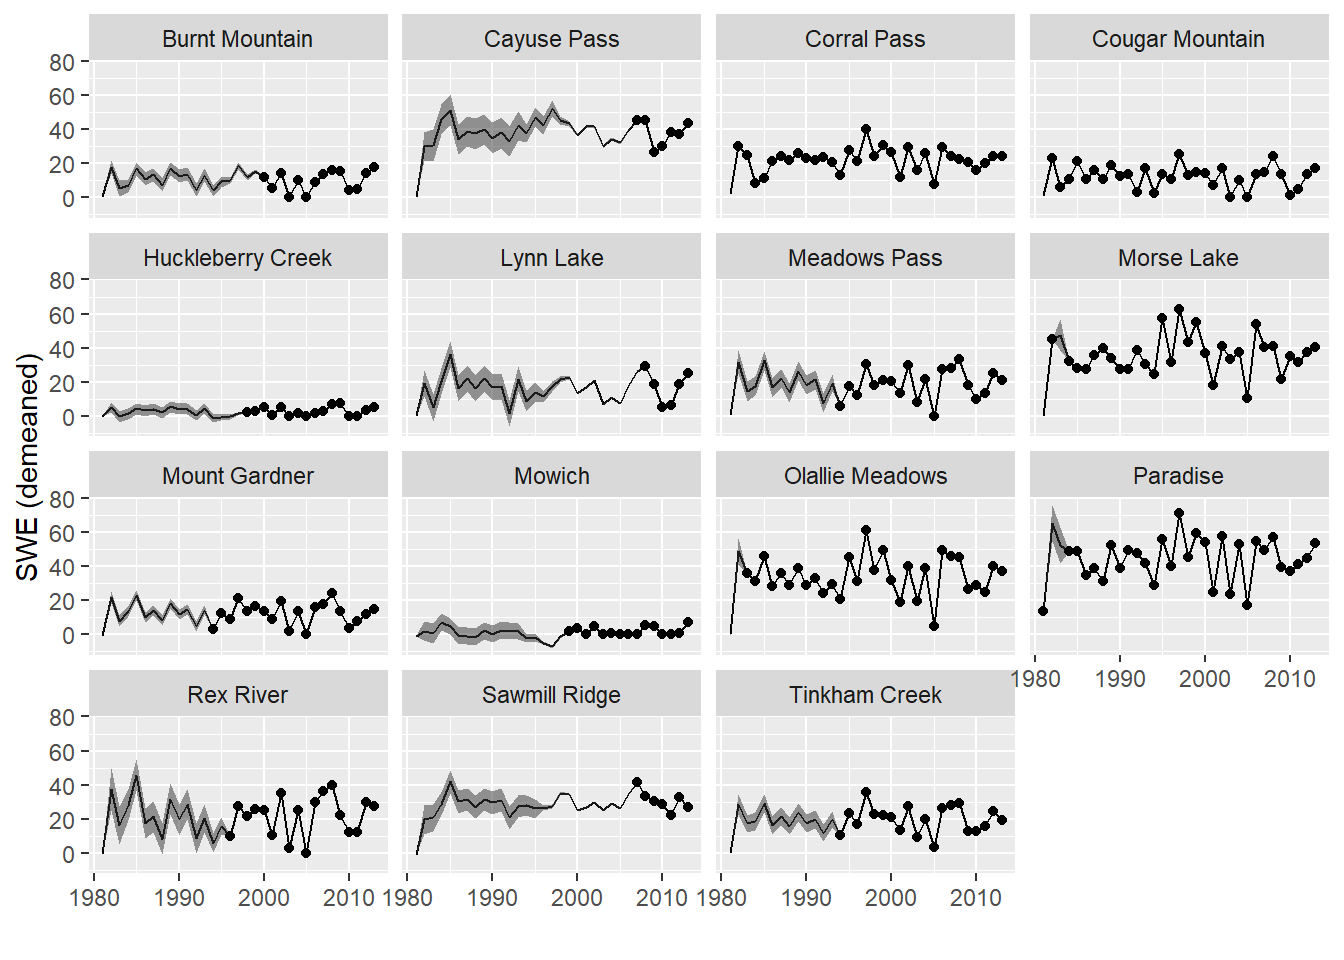 Burnt Mountain Cayuse Pass Corral Pass Cougar Mountain
80
60
40
20
0
Huckleberry Creek Lynn Lake Meadows Pass Morse Lake
80
60
40
20
0
SWE (demeaned)
Mount Gardner Mowich Olallie Meadows Paradise
80
60
40
20
0
1980 1990 2000 2010
Rex River Sawmill Ridge Tinkham Creek
80
60
40
20
0
1980 1990 2000 2010 1980 1990 2000 2010 1980 1990 2000 2010